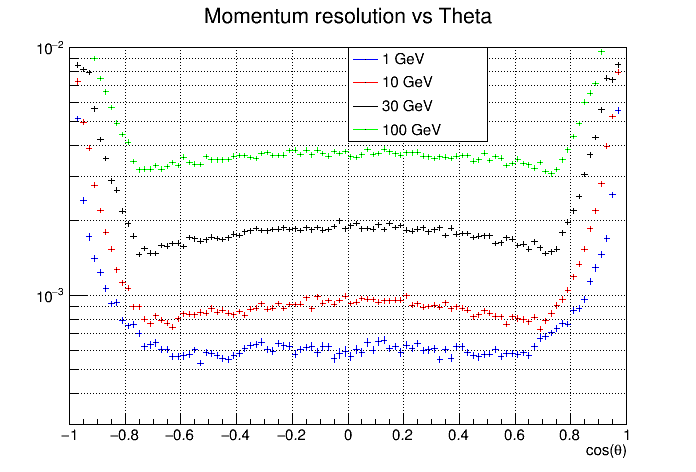 Momentum resolution vs Theta
10⁻²
1 GeV
10 GeV
30 GeV
100 GeV
10⁻³
−1 −0.8 −0.6 −0.4 −0.2 0 0.2 0.4 0.6 0.8 1
cos(θ)